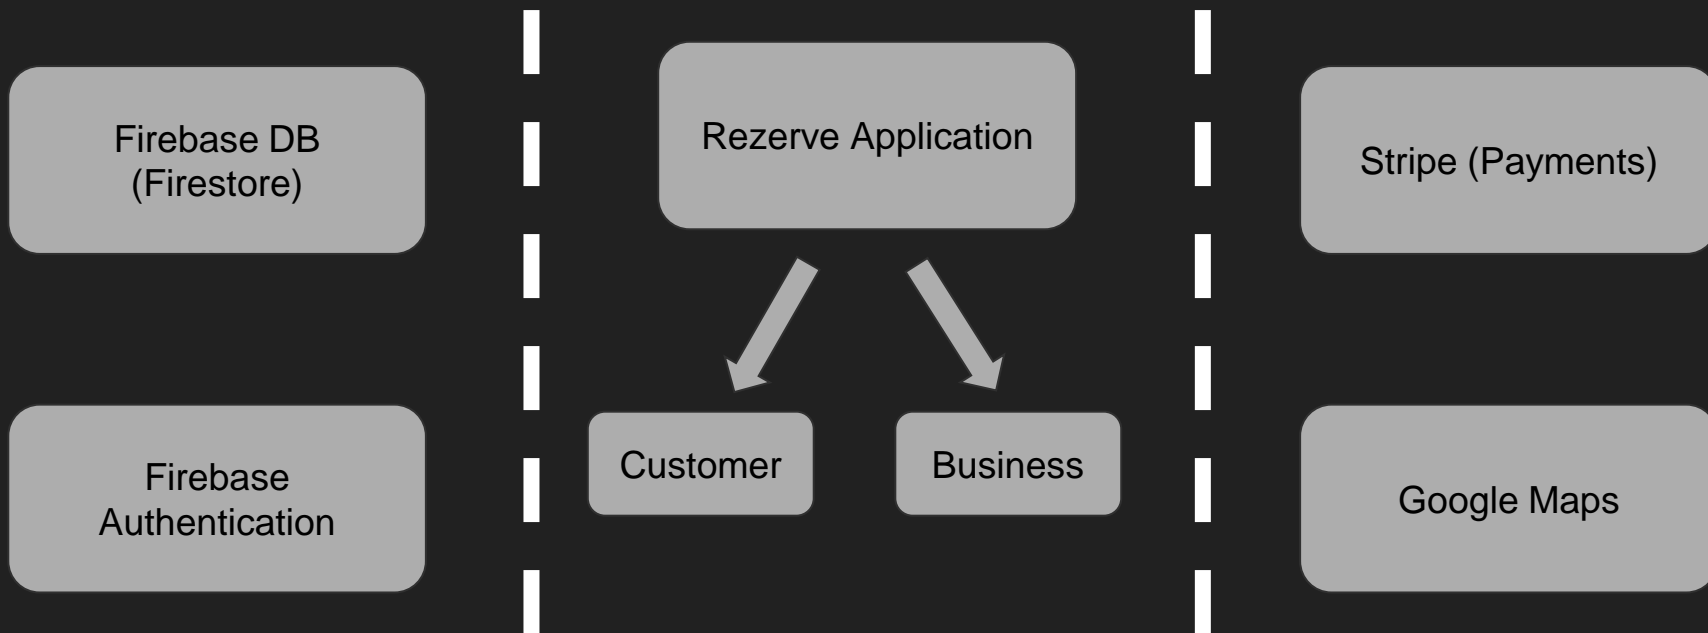 Firebase DB
(Firestore)
Firebase
Authentication
Rezerve Application
Customer
Business
Stripe (Payments)
Google Maps